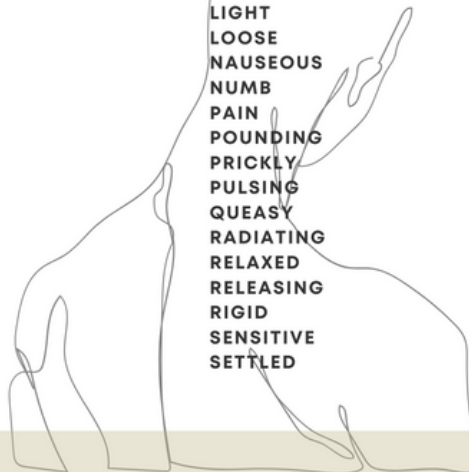 LIGHT
LOOSE
NAUSEOUS
NUMB
PAIN
POUNDING
PRICKLY
PULSING
QUEASY
RADIATING
RELAXED
RELEASING
RIGID
SENSITIVE
SETTLED